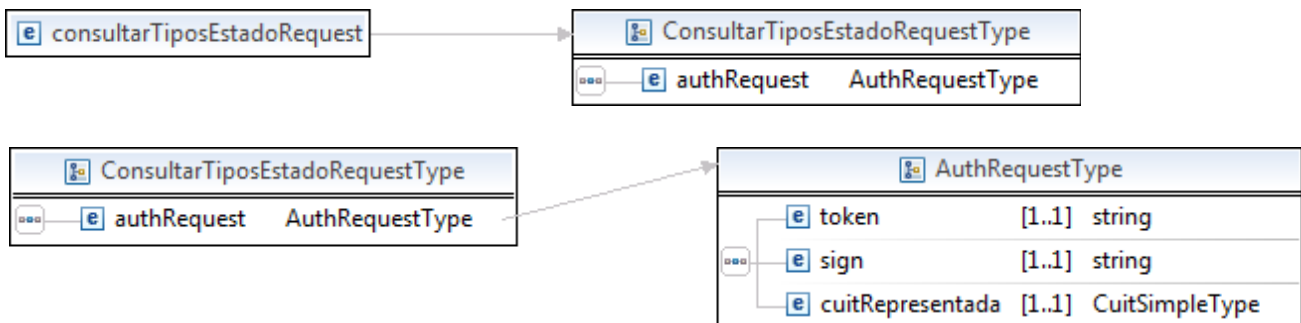 consultarTiposEstadoRequest
ConsultarTiposEstadoRequestType
e authRequest AuthRequestType
ConsultarTiposEstadoRequestType
e authRequest AuthRequestType
AuthRequestType
e token [1..1] string
e sign [1..1] string
e cuitRepresentada [1..1] CuitSimpleType